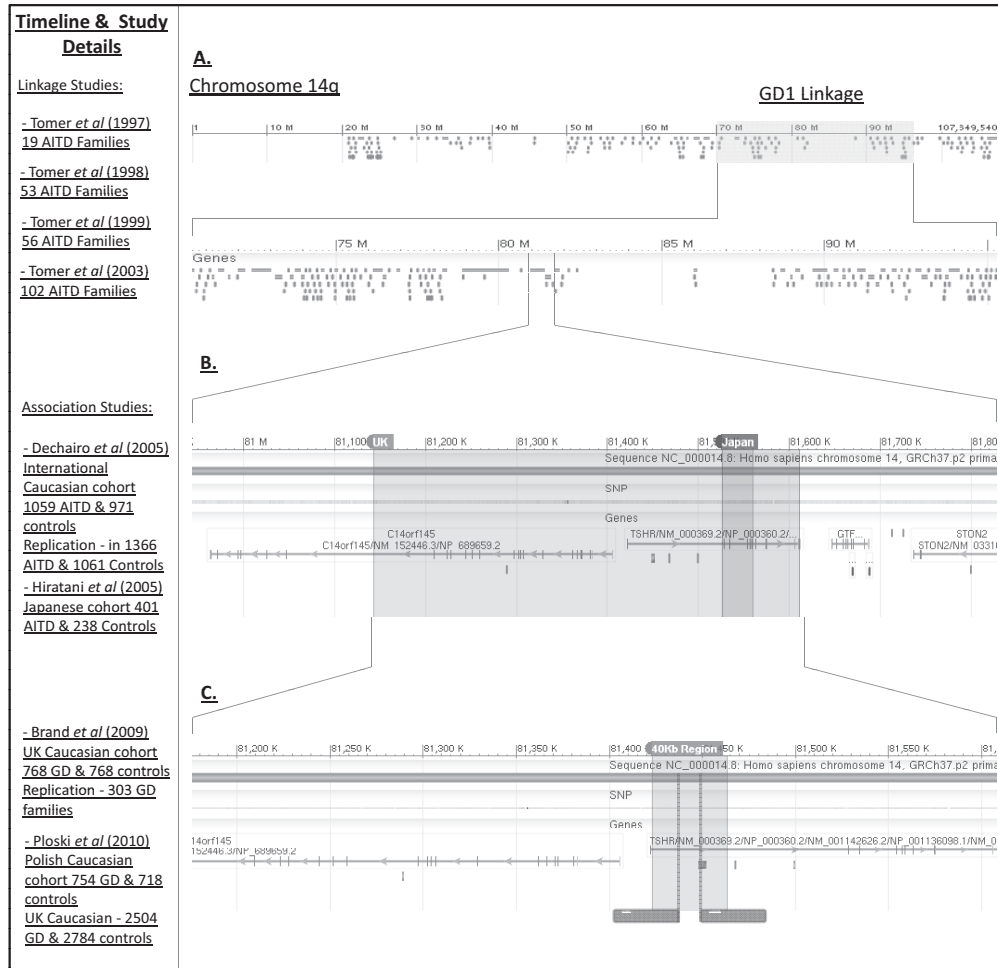 Timeline & Study
Details
Linkage Studies:
- Tomer et al (1997)
19 AITD Families
- Tomer et al (1998)
53 AITD Families
- Tomer et al (1999)
56 AITD Families
- Tomer et al (2003)
102 AITD Families
Association Studies:
- Dechairo et al (2005)
International
Caucasian cohort
1059 AITD & 971
controls
Replication - in 1366
AITD & 1061 Controls
- Hiratani et al (2005)
Japanese cohort 401
AITD & 238 Controls
- Brand et al (2009)
UK Caucasian cohort
768 GD & 768 controls
Replication - 303 GD
families
- Ploski et al (2010)
Polish Caucasian
cohort 754 GD & 718
controls
UK Caucasian - 2504
GD & 2784 controls
A.
Chromosome 14q
GD1 Linkage
1 10 M 20 M 30 M 40 M 50 M 60 M 70 M 80 M 90 M 107,349,540
75 M 80 M 85 M 90 M
Genes
B.
81 M 81,100 UK 81,200 K 81,300 K 81,400 K 81,5 Japan 81,600 K 81,700 K 81,80
Sequence NC_000014.8: Homo sapiens chromosome 14, GRCh37.p2 prima
SNP
Genes
C14orf145 TSHR/NM_000369.2/NP_000360.2/... GTF... STON2
C14orf145/NM_152446.3/NP_689659.2 STON2/NM_0331
C.
81,200 K 81,250 K 81,300 K 81,350 K 81,400 40Kb Region 450 K 81,500 K 81,550 K 81,
Sequence NC_000014.8: Homo sapiens chromosome 14, GRCh37.p2 prima
SNP
Genes
14orf145 TSHR/NM_000369.2/NP_000360.2/NM_001142626.2/NP_001136098.1/NM_0
152446.3/NP_689659.2